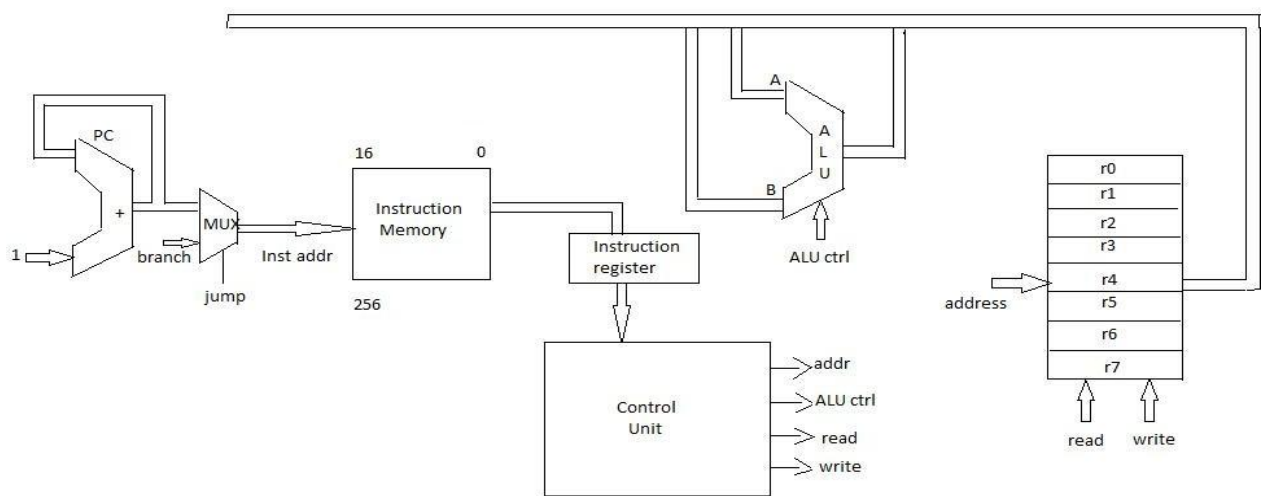 PC
+
1
MUX
branch
jump
Inst addr
16 0
Instruction
Memory
256
Instruction
register
Control
Unit
addr
ALU ctrl
read
write
A
B
A
L
U
ALU ctrl
address
r0
r1
r2
r3
r4
r5
r6
r7
read write